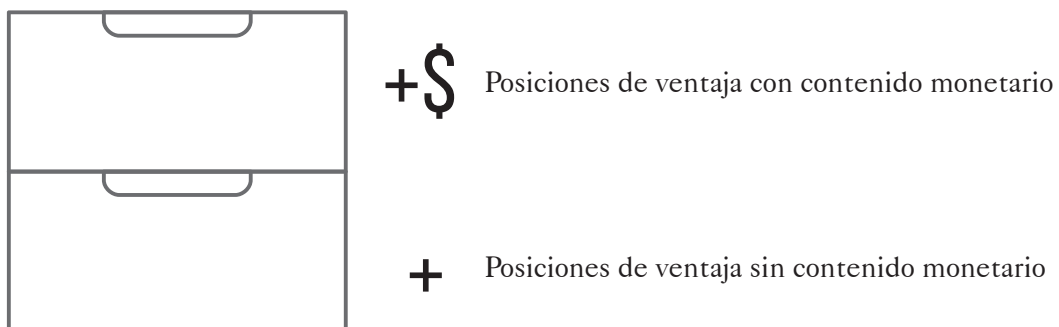 +$ Posiciones de ventaja con contenido monetario
+ Posiciones de ventaja sin contenido monetario